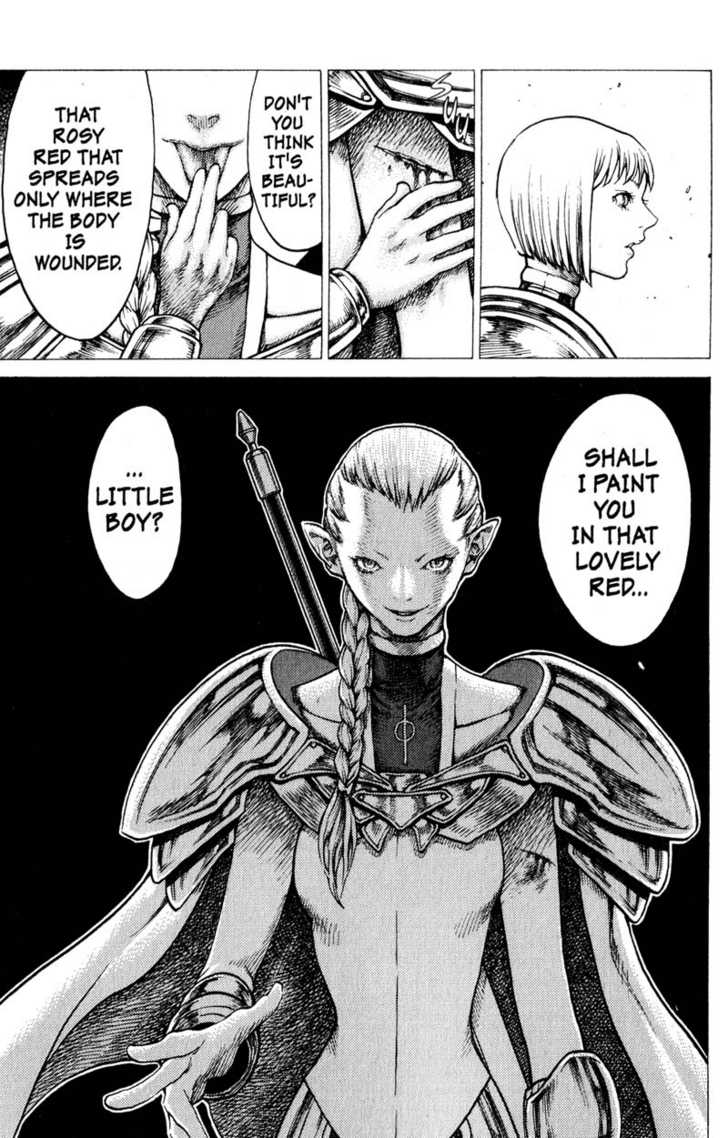 SUU
DON'T
YOU
THINK
IT'S
BEAU-
TIFUL?
THAT
ROSY
RED THAT
SPREADS
ONLY WHERE
THE BODY
IS
WOUNDED.
SHALL
I PAINT
YOU
IN THAT
LOVELY
RED...
...
LITTLE
BOY?